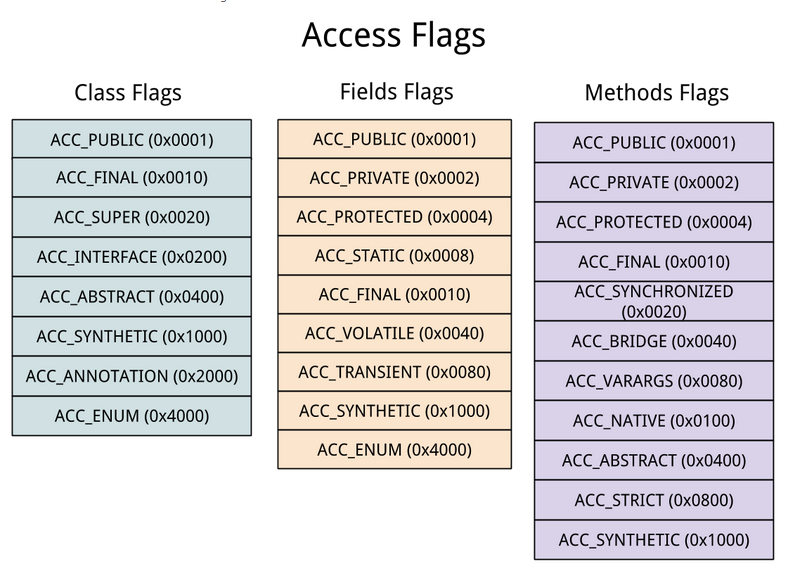 Access Flags
Class Flags
ACC_PUBLIC (0x0001)
ACC_FINAL (0x0010)
ACC_SUPER (0x0020)
ACC_INTERFACE (0x0200)
ACC_ABSTRACT (0x0400)
ACC_SYNTHETIC (0x1000)
ACC_ANNOTATION (0x2000)
ACC_ENUM (0x4000)
Fields Flags
ACC_PUBLIC (0x0001)
ACC_PRIVATE (0x0002)
ACC_PROTECTED (0x0004)
ACC_STATIC (0x0008)
ACC_FINAL (0x0010)
ACC_VOLATILE (0x0040)
ACC_TRANSIENT (0x0080)
ACC_SYNTHETIC (0x1000)
ACC_ENUM (0x4000)
Methods Flags
ACC_PUBLIC (0x0001)
ACC_PRIVATE (0x0002)
ACC_PROTECTED (0x0004)
ACC_FINAL (0x0010)
ACC_SYNCHRONIZED
(0x0020)
ACC_BRIDGE (0x0040)
ACC_VARARGS (0x0080)
ACC_NATIVE (0x0100)
ACC_ABSTRACT (0x0400)
ACC_STRICT (0x0800)
ACC_SYNTHETIC (0x1000)